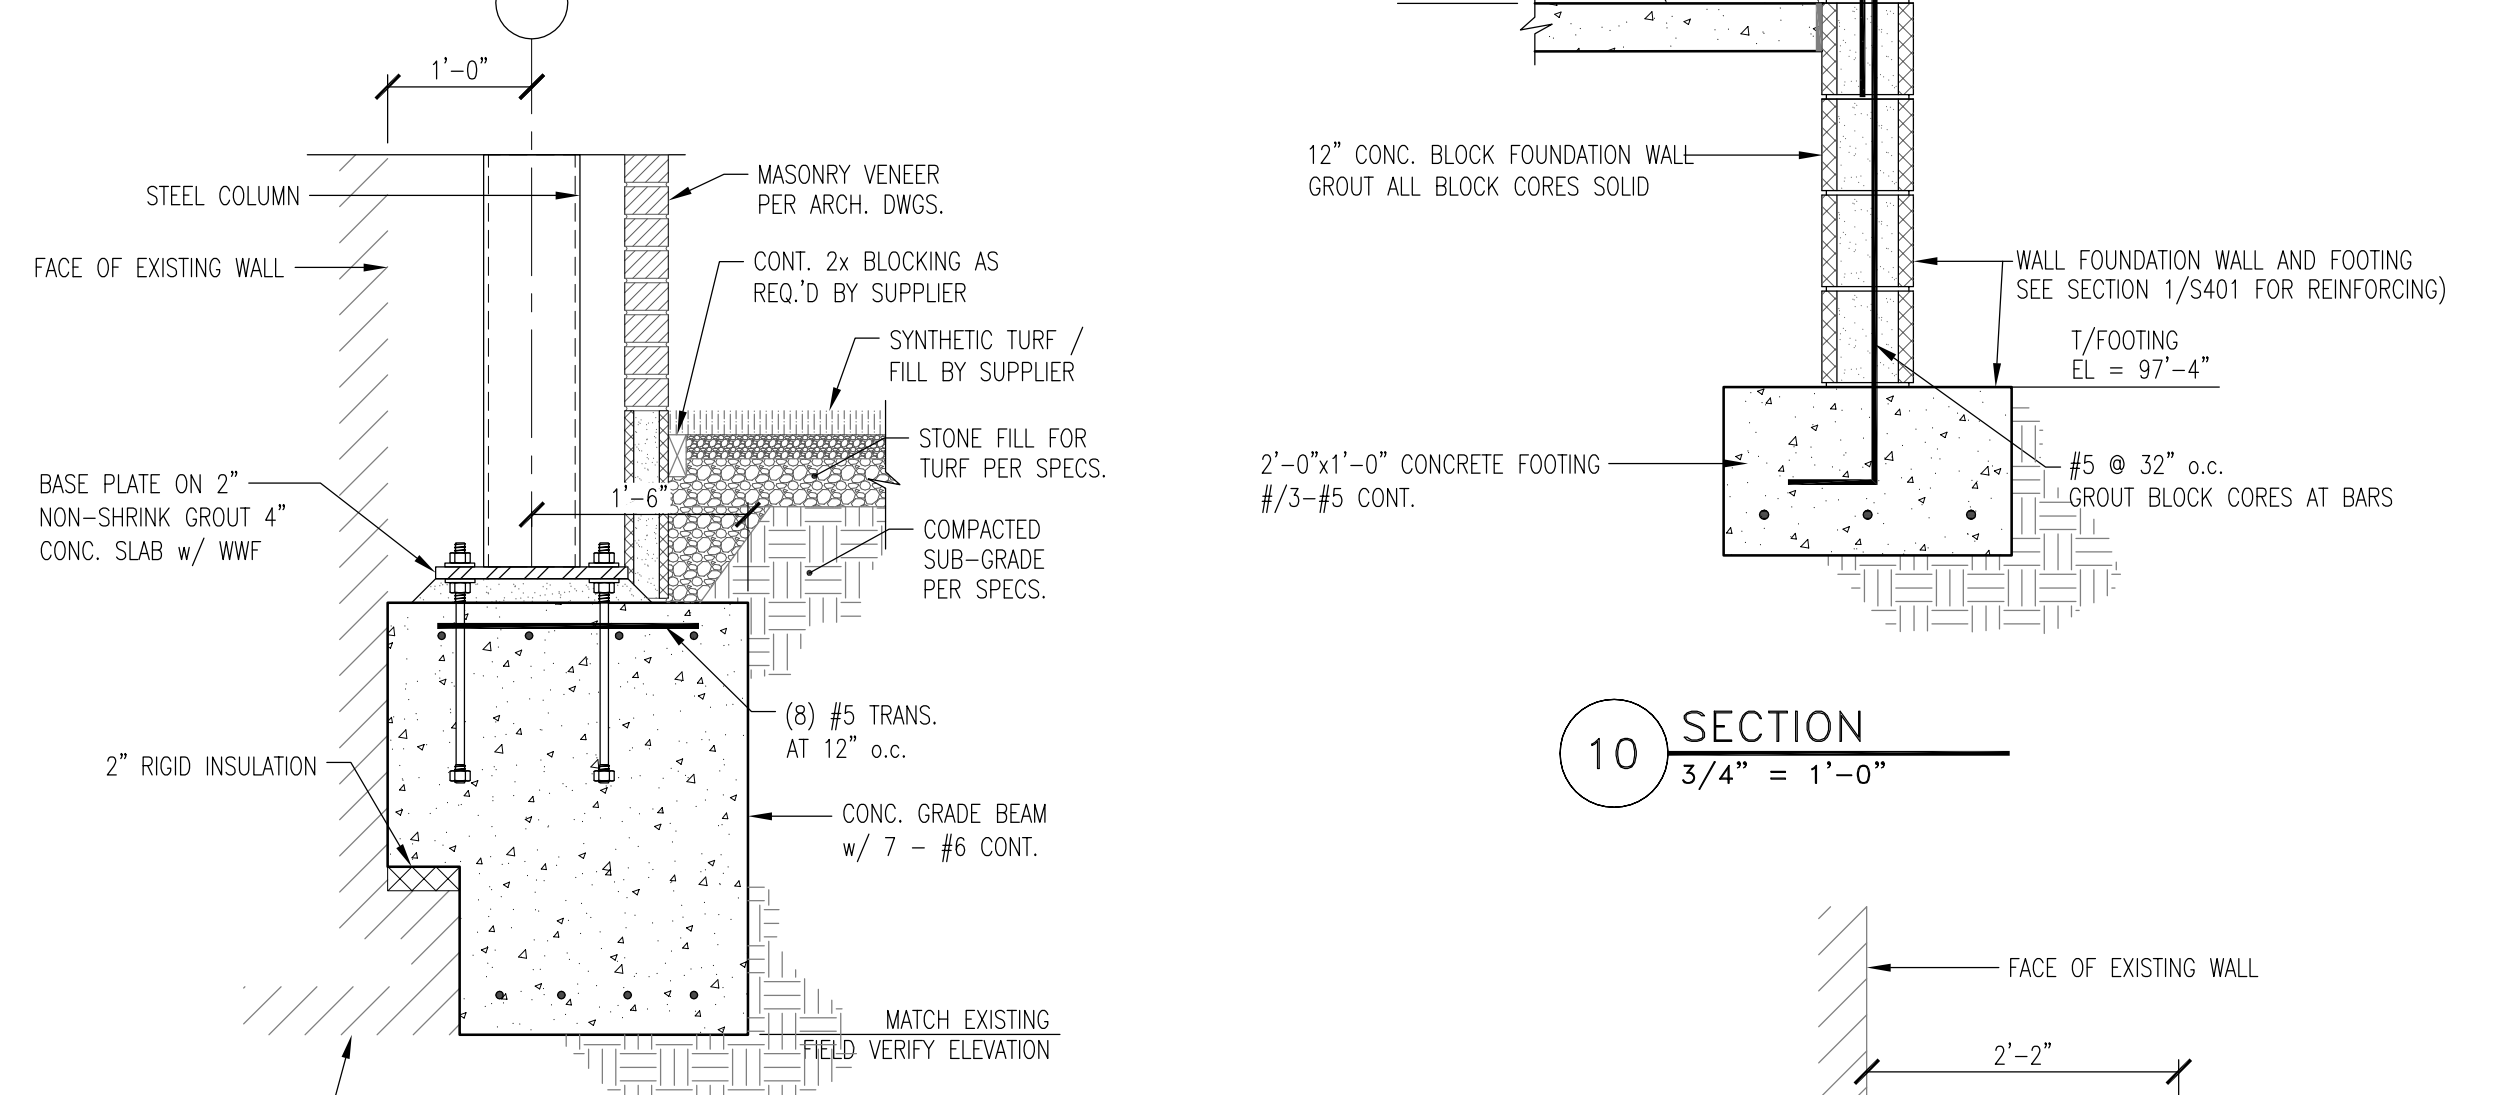 1'-0"
STEEL COLUMN
FACE OF EXISTING WALL
MASONRY VENEER
PER ARCH. DWGS.
CONT. 2x BLOCKING AS
REQ.'D BY SUPPLIER
SYNTHETIC TURF /
FILL BY SUPPLIER
STONE FILL FOR
TURF PER SPECS.
1'-6"
BASE PLATE ON 2"
NON-SHRINK GROUT 4"
CONC. SLAB w/ WWF
COMPACTED
SUB-GRADE
PER SPECS.
(8) #5 TRANS.
AT 12" o.c.
2" RIGID INSULATION
CONC. GRADE BEAM
w/ 7 - #6 CONT.
MATCH EXISTING
FIELD VERIFY ELEVATION
12" CONC. BLOCK FOUNDATION WALL
GROUT ALL BLOCK CORES SOLID
WALL FOUNDATION WALL AND FOOTING
SEE SECTION 1/S401 FOR REINFORCING)
T/FOOTING
EL = 97'-4"
2'-0"x1'-0" CONCRETE FOOTING
#/3-#5 CONT.
#5 @ 32" o.c.
GROUT BLOCK CORES AT BARS
10
SECTION
3/4" = 1'-0"
FACE OF EXISTING WALL
2'-2"